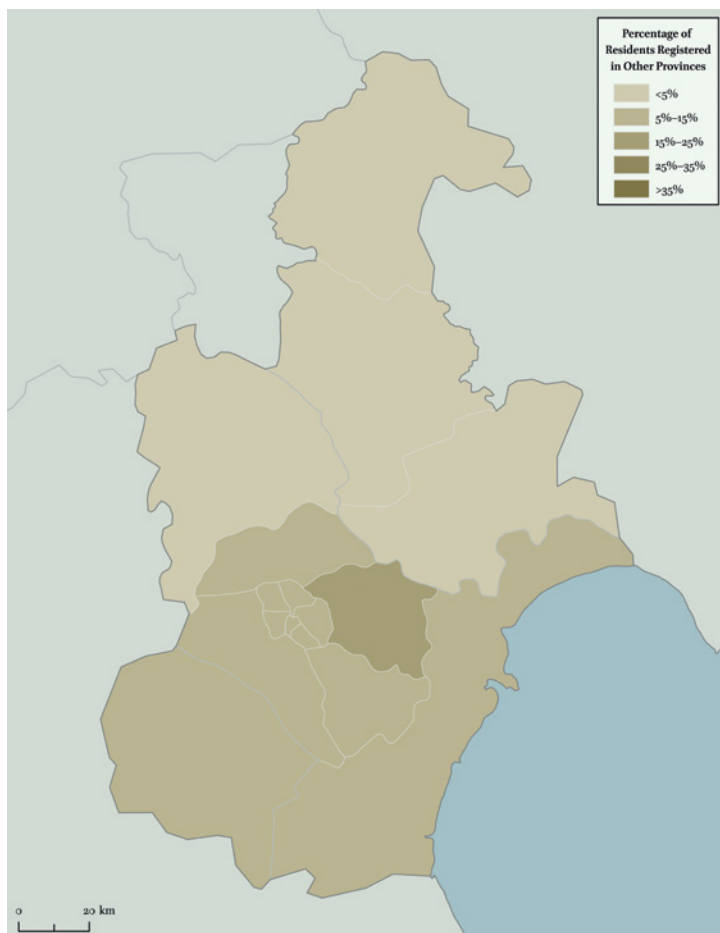 Percentage of
Residents Registered
in Other Provinces
<5%
5%–15%
15%–25%
25%–35%
>35%
0 20 km